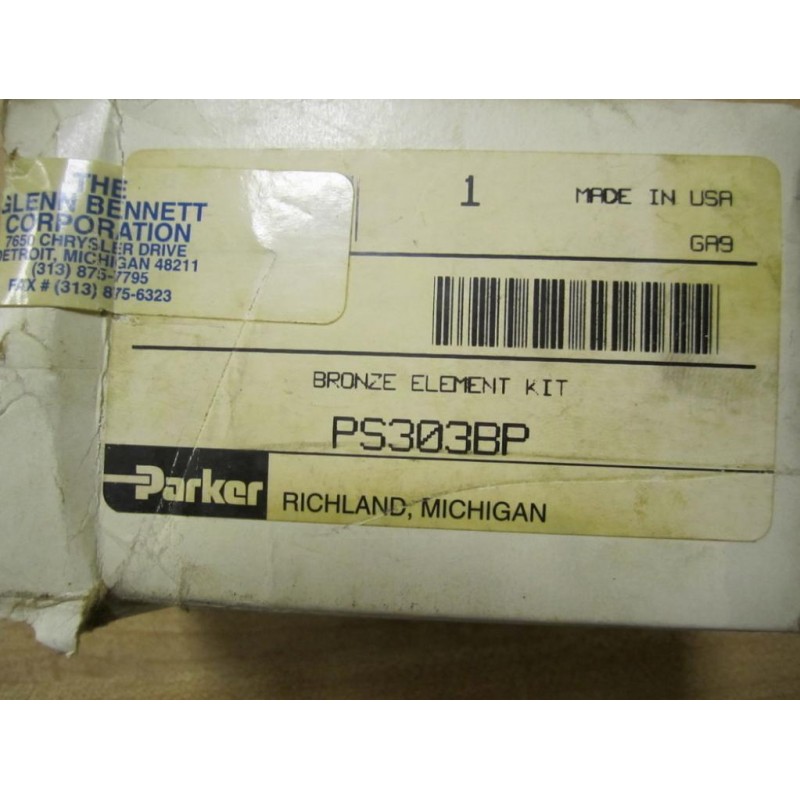 THE
GLENN BENNETT
CORPORATION
7650 CHRYSLER DRIVE
DETROIT, MICHIGAN 48211
(313) 875-7795
FAX # (313) 875-6323
1
MADE IN USA
GA9
BRONZE ELEMENT KIT
PS303BP
Parker
RICHLAND, MICHIGAN